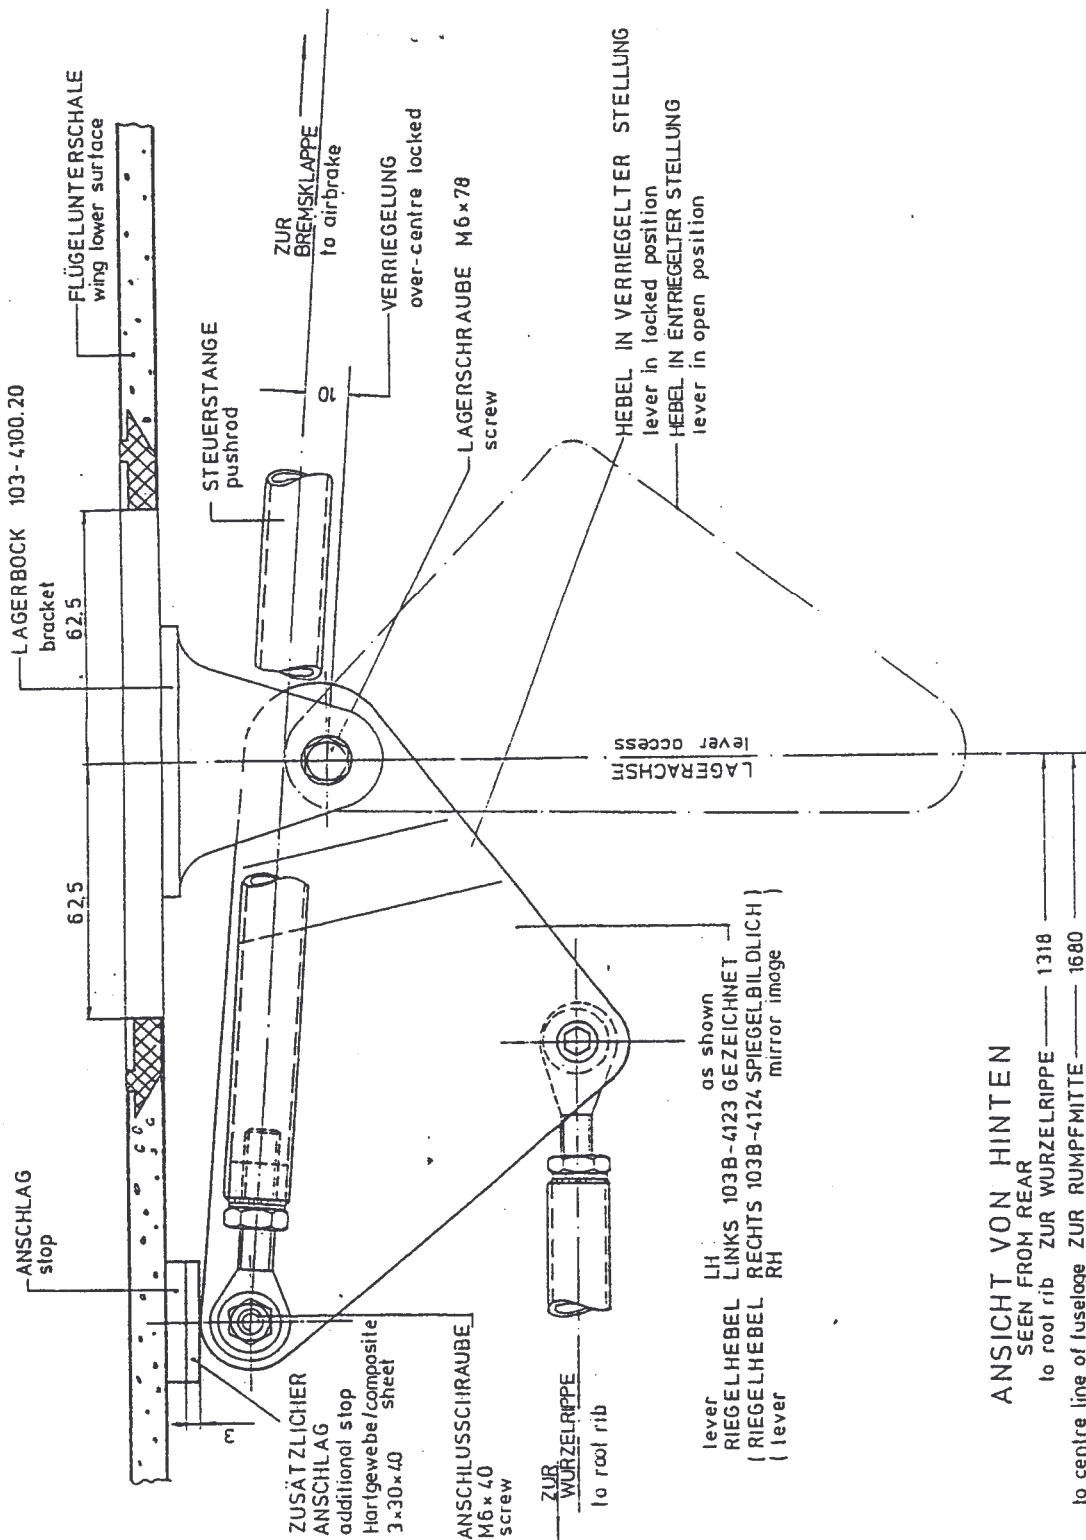 LAGERBOCK 103-4100.20
bracket
62,5
62.5
FLÜGELUNTERSCHALE
wing lower surface
ANSCHLAG
stop
STEUERSTANGE
pushrod
ZUR
BREMSKLAPPE
to airbrake
10
VERRIEGELUNG
over-centre locked
LAGERSCHRAUBE M6×78
screw
HEBEL IN VERRIEGELTER STELLUNG
lever in locked position
HEBEL IN ENTRIEGELTER STELLUNG
lever in open position
LAGERACHSE
lever access
3
ZUSÄTZLICHER
ANSCHLAG
additional stop
Hartgewebe/composite
sheet
3×30×40
ANSCHLUSSCHRAUBE
M6×40
screw
ZUR
WURZELRIPPE
to root rib
lever LH as shown
RIEGELHEBEL LINKS 103B-4123 GEZEICHNET
( RIEGELHEBEL RECHTS 103B-4124 SPIEGELBILDLICH )
( lever RH mirror image )
ANSICHT VON HINTEN
SEEN FROM REAR
to root rib ZUR WURZELRIPPE 1318
to centre line of fuselage ZUR RUMPFMITTE 1680